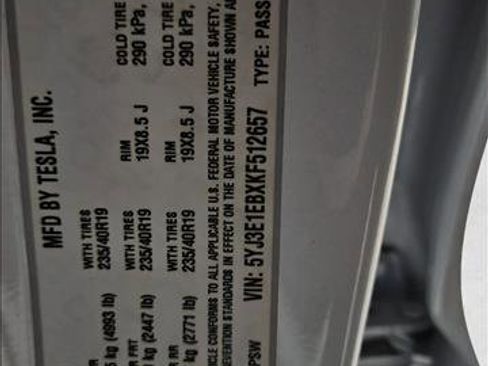 MFD BY TESLA, INC.
WITH TIRES
kg (4993 lb) 235/40R19
FRT WITH TIRES RIM COLD TIRE
kg (2447 lb) 235/40R19 19X8.5 J 290 kPa,
RR WITH TIRES RIM COLD TIRE
kg (2771 lb) 235/40R19 19X8.5 J 290 kPa,
CONFORMS TO ALL APPLICABLE U.S. FEDERAL MOTOR VEHICLE SAFETY,
STANDARDS IN EFFECT ON THE DATE OF MANUFACTURE SHOWN
PSW VIN: 5YJ3E1EBXKF512657 TYPE: PASS